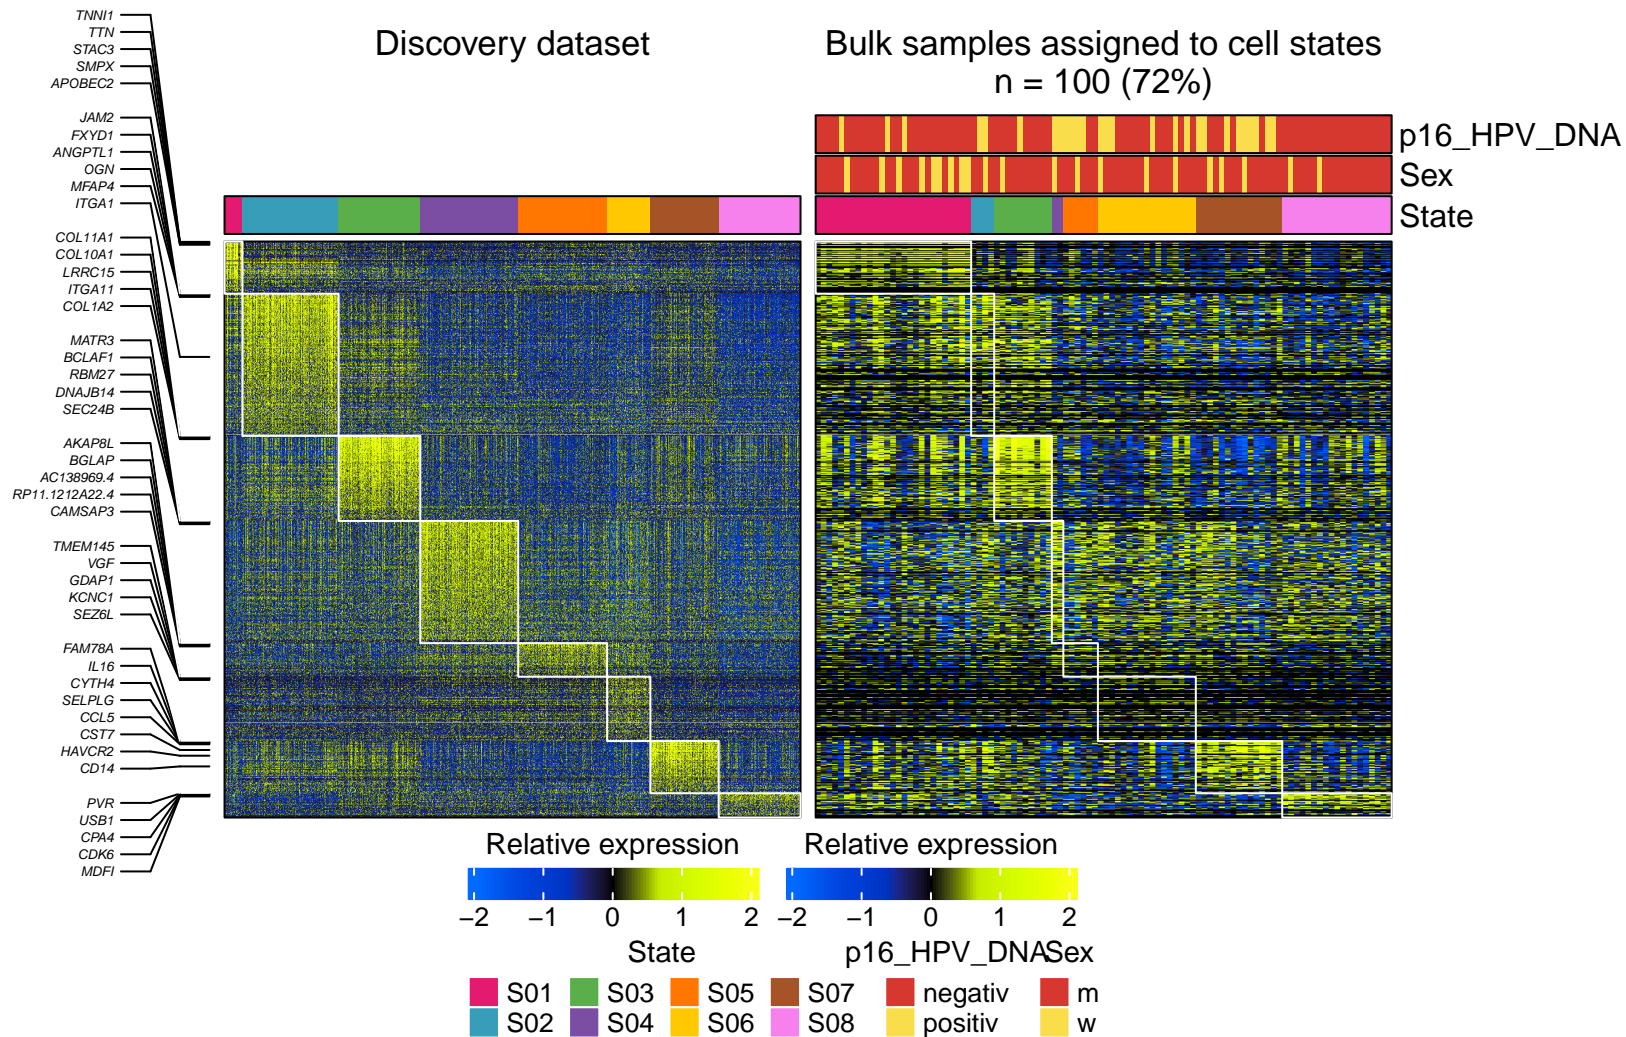 TNNI1
TTN
STAC3
SMPX
APOBEC2
JAM2
FXYD1
ANGPTL1
OGN
MFAP4
ITGA1
COL11A1
COL10A1
LRRC15
ITGA11
COL1A2
MATR3
BCLAF1
RBM27
DNAJB14
SEC24B
AKAP8L
BGLAP
AC138969.4
RP11.1212A22.4
CAMSAP3
TMEM145
VGF
GDAP1
KCNC1
SEZ6L
FAM78A
IL16
CYTH4
SELPLG
CCL5
CST7
HAVCR2
CD14
PVR
USB1
CPA4
CDK6
MDFI
Discovery dataset
Bulk samples assigned to cell states
n = 100 (72%)
p16_HPV_DNA
Sex
State
Relative expression
−2 −1 0 1 2
Relative expression
−2 −1 0 1 2
State
S01 S03 S05 S07
S02 S04 S06 S08
p16_HPV_DNA
negativ
positiv
Sex
m
w